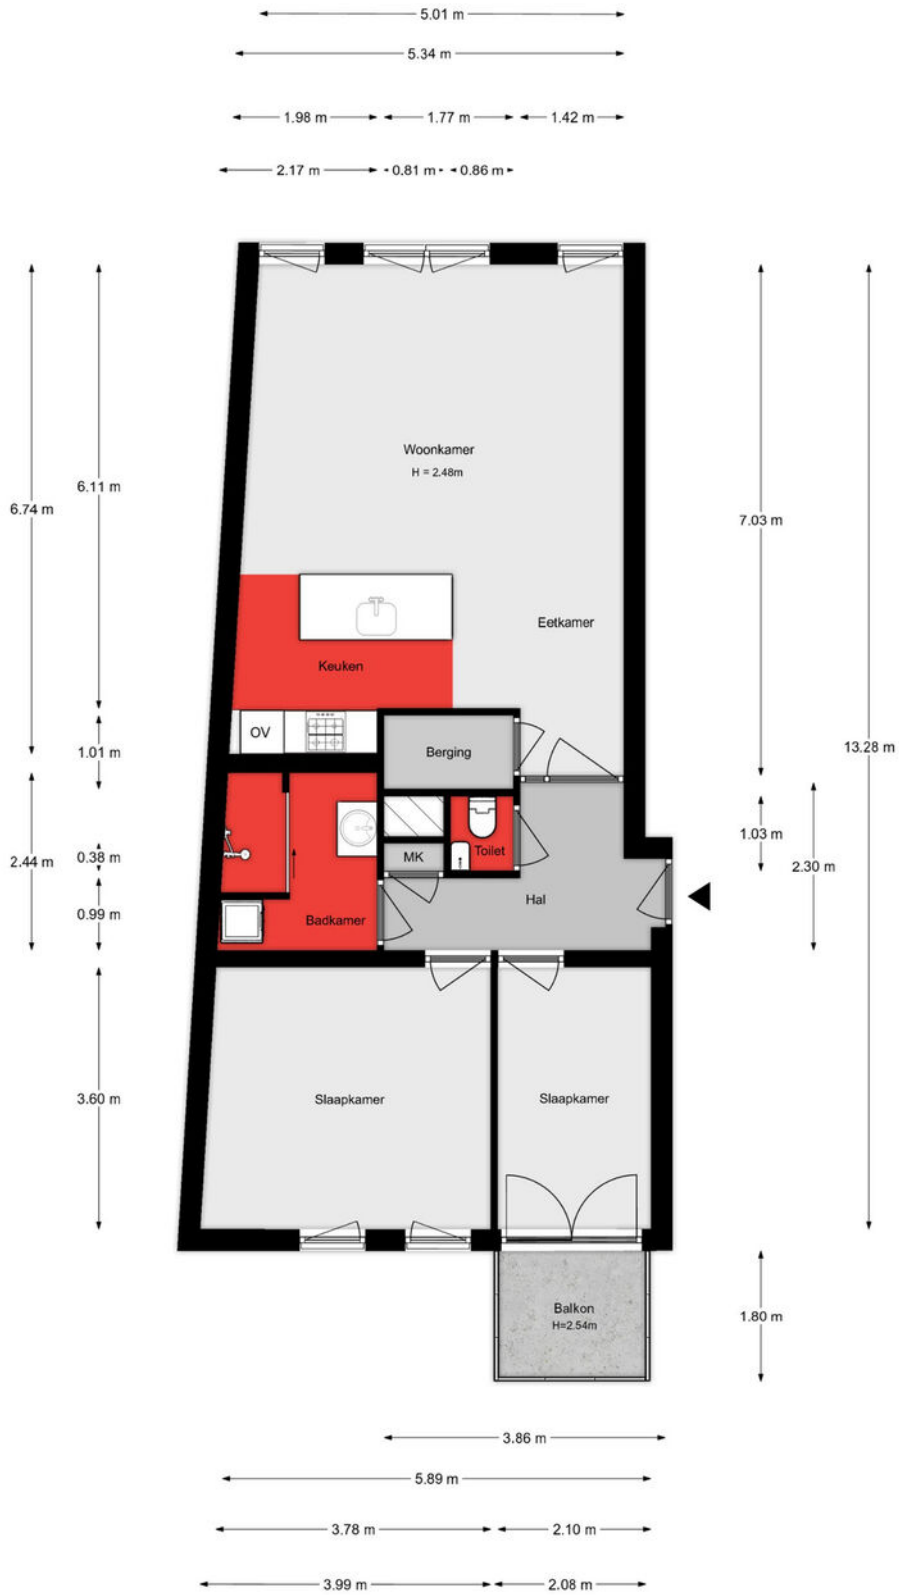 5.01 m
5.34 m
1.98 m
1.77 m
1.42 m
2.17 m
0.81 m
0.86 m
Woonkamer
H = 2.48m
6.11 m
6.74 m
7.03 m
Eetkamer
Keuken
OV
Berging
1.01 m
13.28 m
1.03 m
Toilet
MK
0.38 m
2.44 m
2.30 m
Hal
0.99 m
Badkamer
3.60 m
Slaapkamer
Slaapkamer
Balkon
H=2.54m
1.80 m
3.86 m
5.89 m
3.78 m
2.10 m
3.99 m
2.08 m